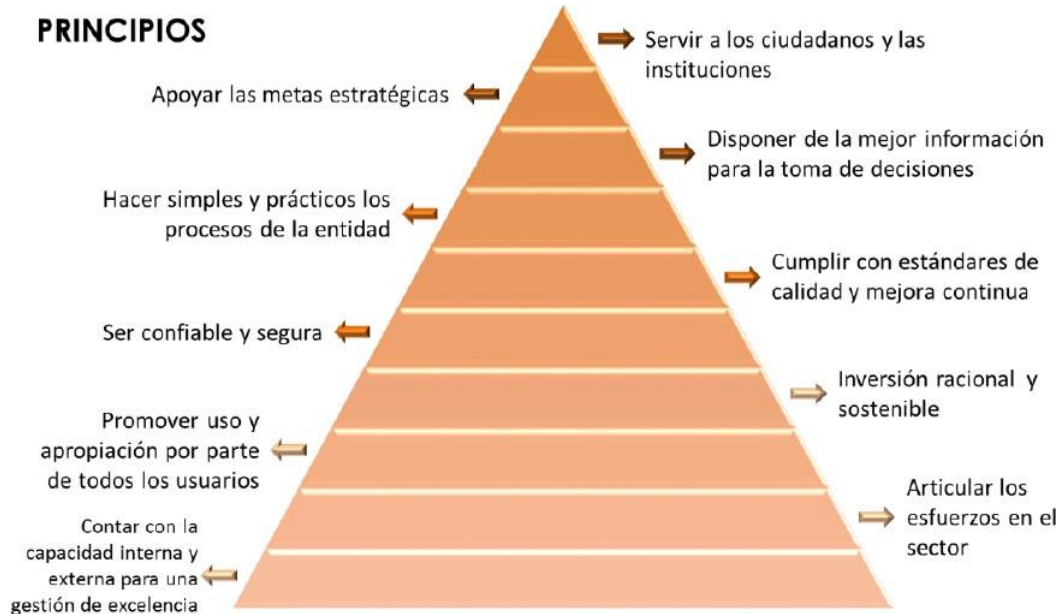 PRINCIPIOS
Servir a los ciudadanos y las
instituciones
Apoyar las metas estratégicas
Disponer de la mejor información
para la toma de decisiones
Hacer simples y prácticos los
procesos de la entidad
Cumplir con estándares de
calidad y mejora continua
Ser confiable y segura
Inversión racional y
sostenible
Promover uso y
apropiación por parte
de todos los usuarios
Articular los
esfuerzos en el
sector
Contar con la
capacidad interna y
externa para una
gestión de excelencia